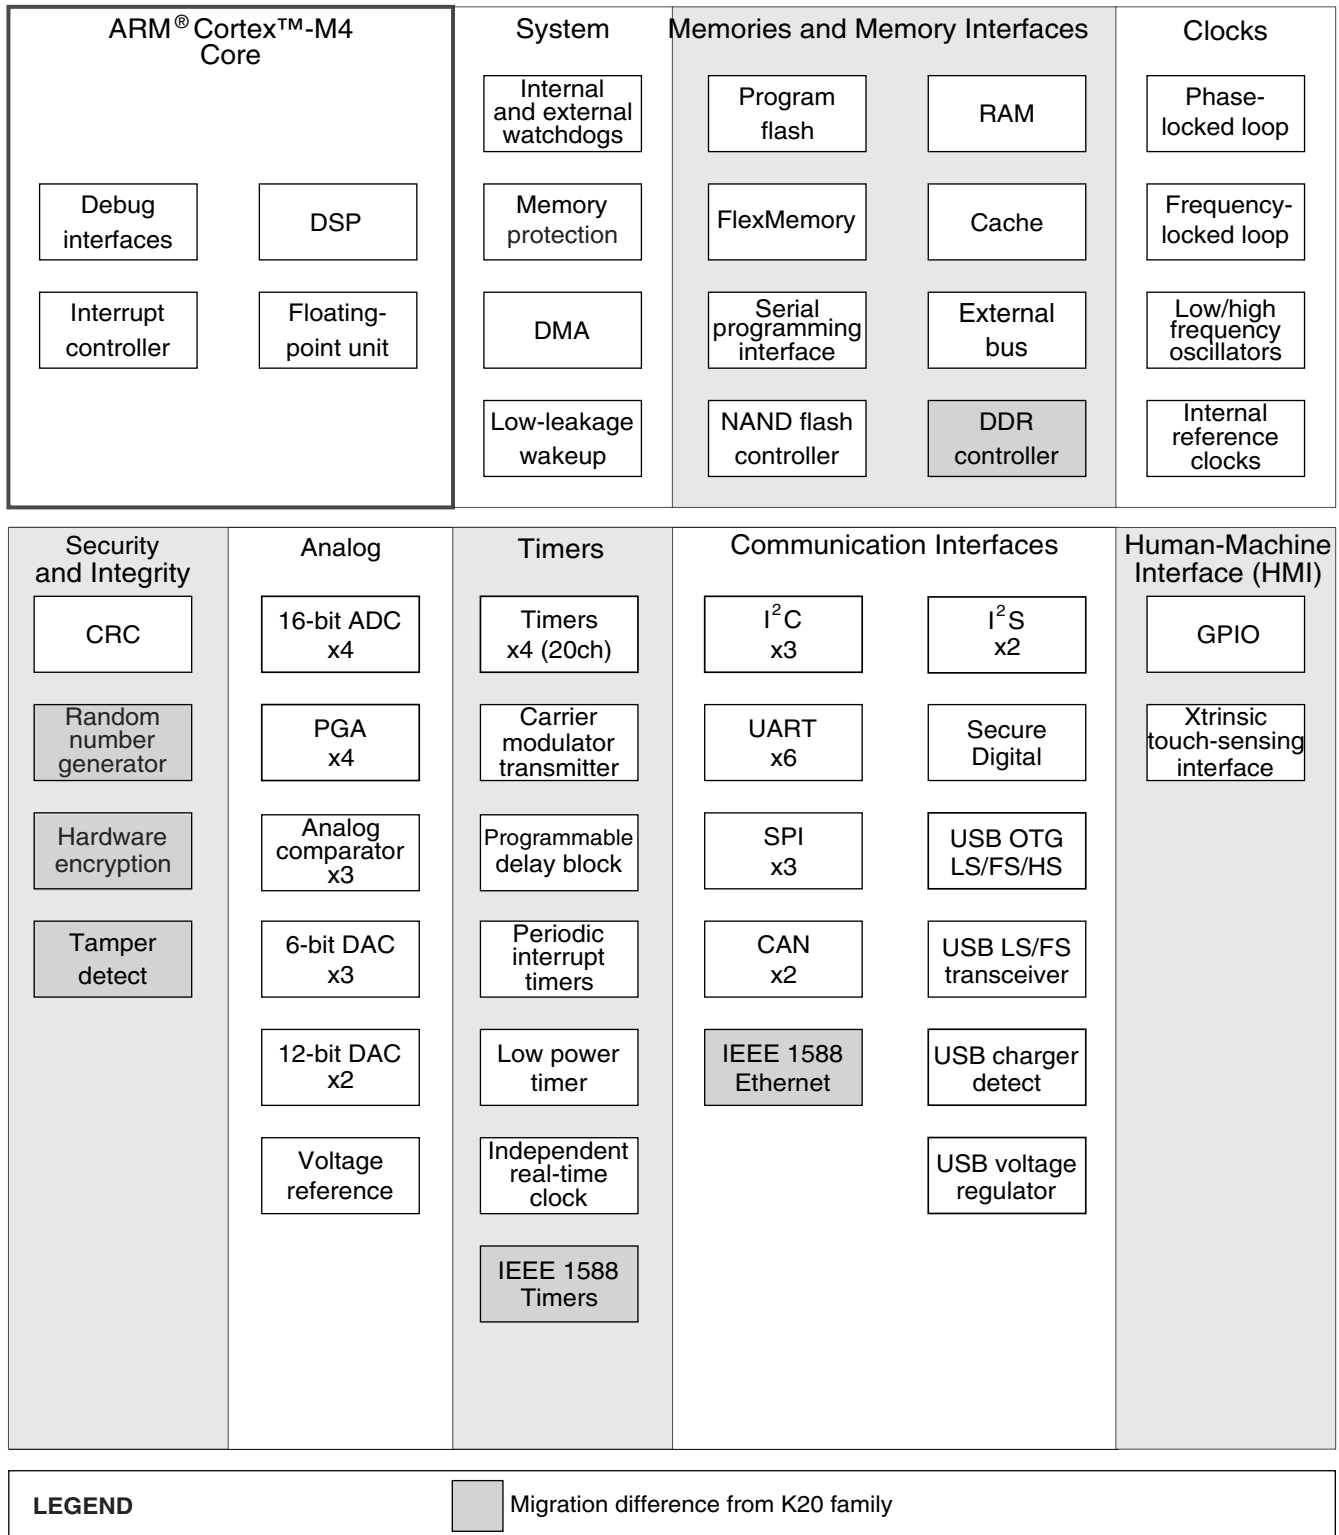 ARM® Cortex™-M4
Core
Debug
interfaces
DSP
Interrupt
controller
Floating-
point unit
System
Internal
and external
watchdogs
Memory
protection
DMA
Low-leakage
wakeup
Memories and Memory Interfaces
Program
flash
RAM
FlexMemory
Cache
Serial
programming
interface
External
bus
NAND flash
controller
DDR
controller
Clocks
Phase-
locked loop
Frequency-
locked loop
Low/high
frequency
oscillators
Internal
reference
clocks
Security
and Integrity
CRC
Random
number
generator
Hardware
encryption
Tamper
detect
Analog
16-bit ADC
x4
PGA
x4
Analog
comparator
x3
6-bit DAC
x3
12-bit DAC
x2
Voltage
reference
Timers
Timers
x4 (20ch)
Carrier
modulator
transmitter
Programmable
delay block
Periodic
interrupt
timers
Low power
timer
Independent
real-time
clock
IEEE 1588
Timers
Communication Interfaces
I²C
x3
I²S
x2
UART
x6
Secure
Digital
SPI
x3
USB OTG
LS/FS/HS
CAN
x2
USB LS/FS
transceiver
IEEE 1588
Ethernet
USB charger
detect
USB voltage
regulator
Human-Machine
Interface (HMI)
GPIO
Xtrinsic
touch-sensing
interface
LEGEND
Migration difference from K20 family